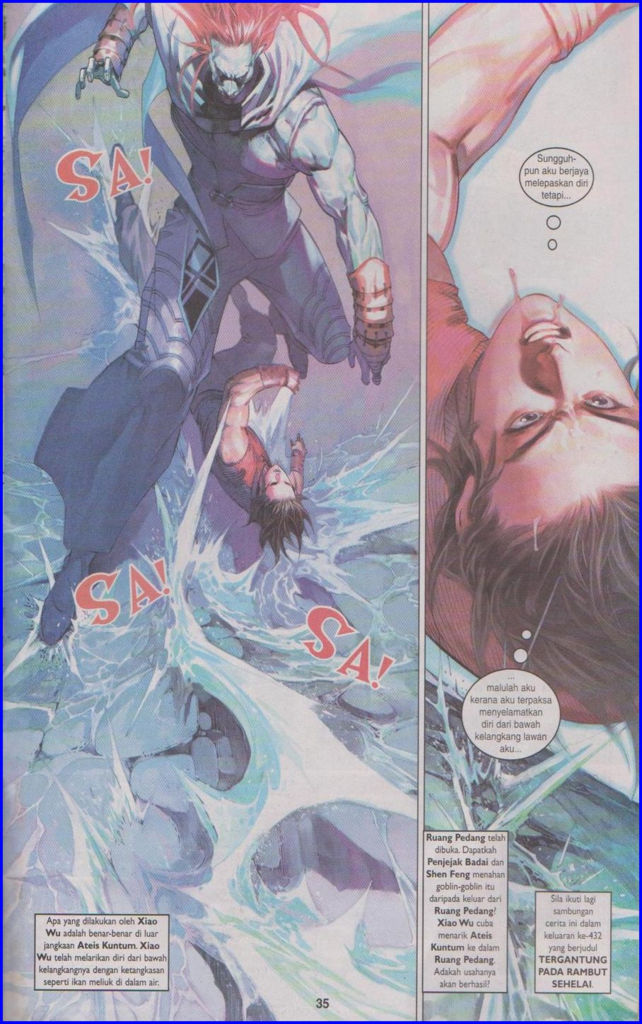 SA!
SA!
SA!
Apa yang dilakukan oleh Xiao
Wu adalah benar-benar di luar
jangkaan Ateis Kuntum. Xiao
Wu telah melarikan diri dari bawah
kelangkangnya dengan ketangkasan
seperti ikan meliuk di dalam air.
Sungguh-
pun aku berjaya
melepaskan diri
tetapi...
...
malulah aku
kerana aku terpaksa
menyelamatkan
diri dari bawah
kelangkang lawan
aku...
Ruang Pedang telah
dibuka. Dapatkah
Penjejak Badai dan
Shen Feng menahan
goblin-goblin itu
daripada keluar dari
Ruang Pedang?
Xiao Wu cuba
menarik Ateis
Kuntum ke dalam
Ruang Pedang.
Adakah usahanya
akan berhasil?
Sila ikuti lagi
sambungan
cerita ini dalam
keluaran ke-432
yang berjudul
TERGANTUNG
PADA RAMBUT
SEHELAI.
35